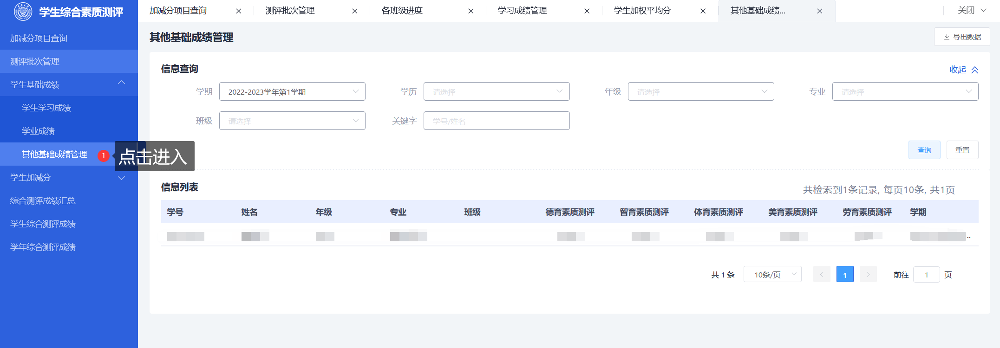 学生综合素质测评
加减分项目查询
测评批次管理
各班级进度
学习成绩管理
学生加权平均分
其他基础成绩...
关闭
加减分项目查询
测评批次管理
学生基础成绩
学生学习成绩
学业成绩
其他基础成绩管理
1
点击进入
学生加减分
综合测评成绩汇总
学生综合测评成绩
学年综合测评成绩
其他基础成绩管理
导出数据
信息查询
收起
学期 2022-2023学年第1学期
学历 请选择
年级 请选择
专业 请选择
班级 请选择
关键字 学号/姓名
查询
重置
信息列表
共检索到1条记录, 每页10条, 共1页
学号 姓名 年级 专业 班级 德育素质测评 智育素质测评 体育素质测评 美育素质测评 劳育素质测评 学期
..
共 1 条 10条/页 1 前往 1 页